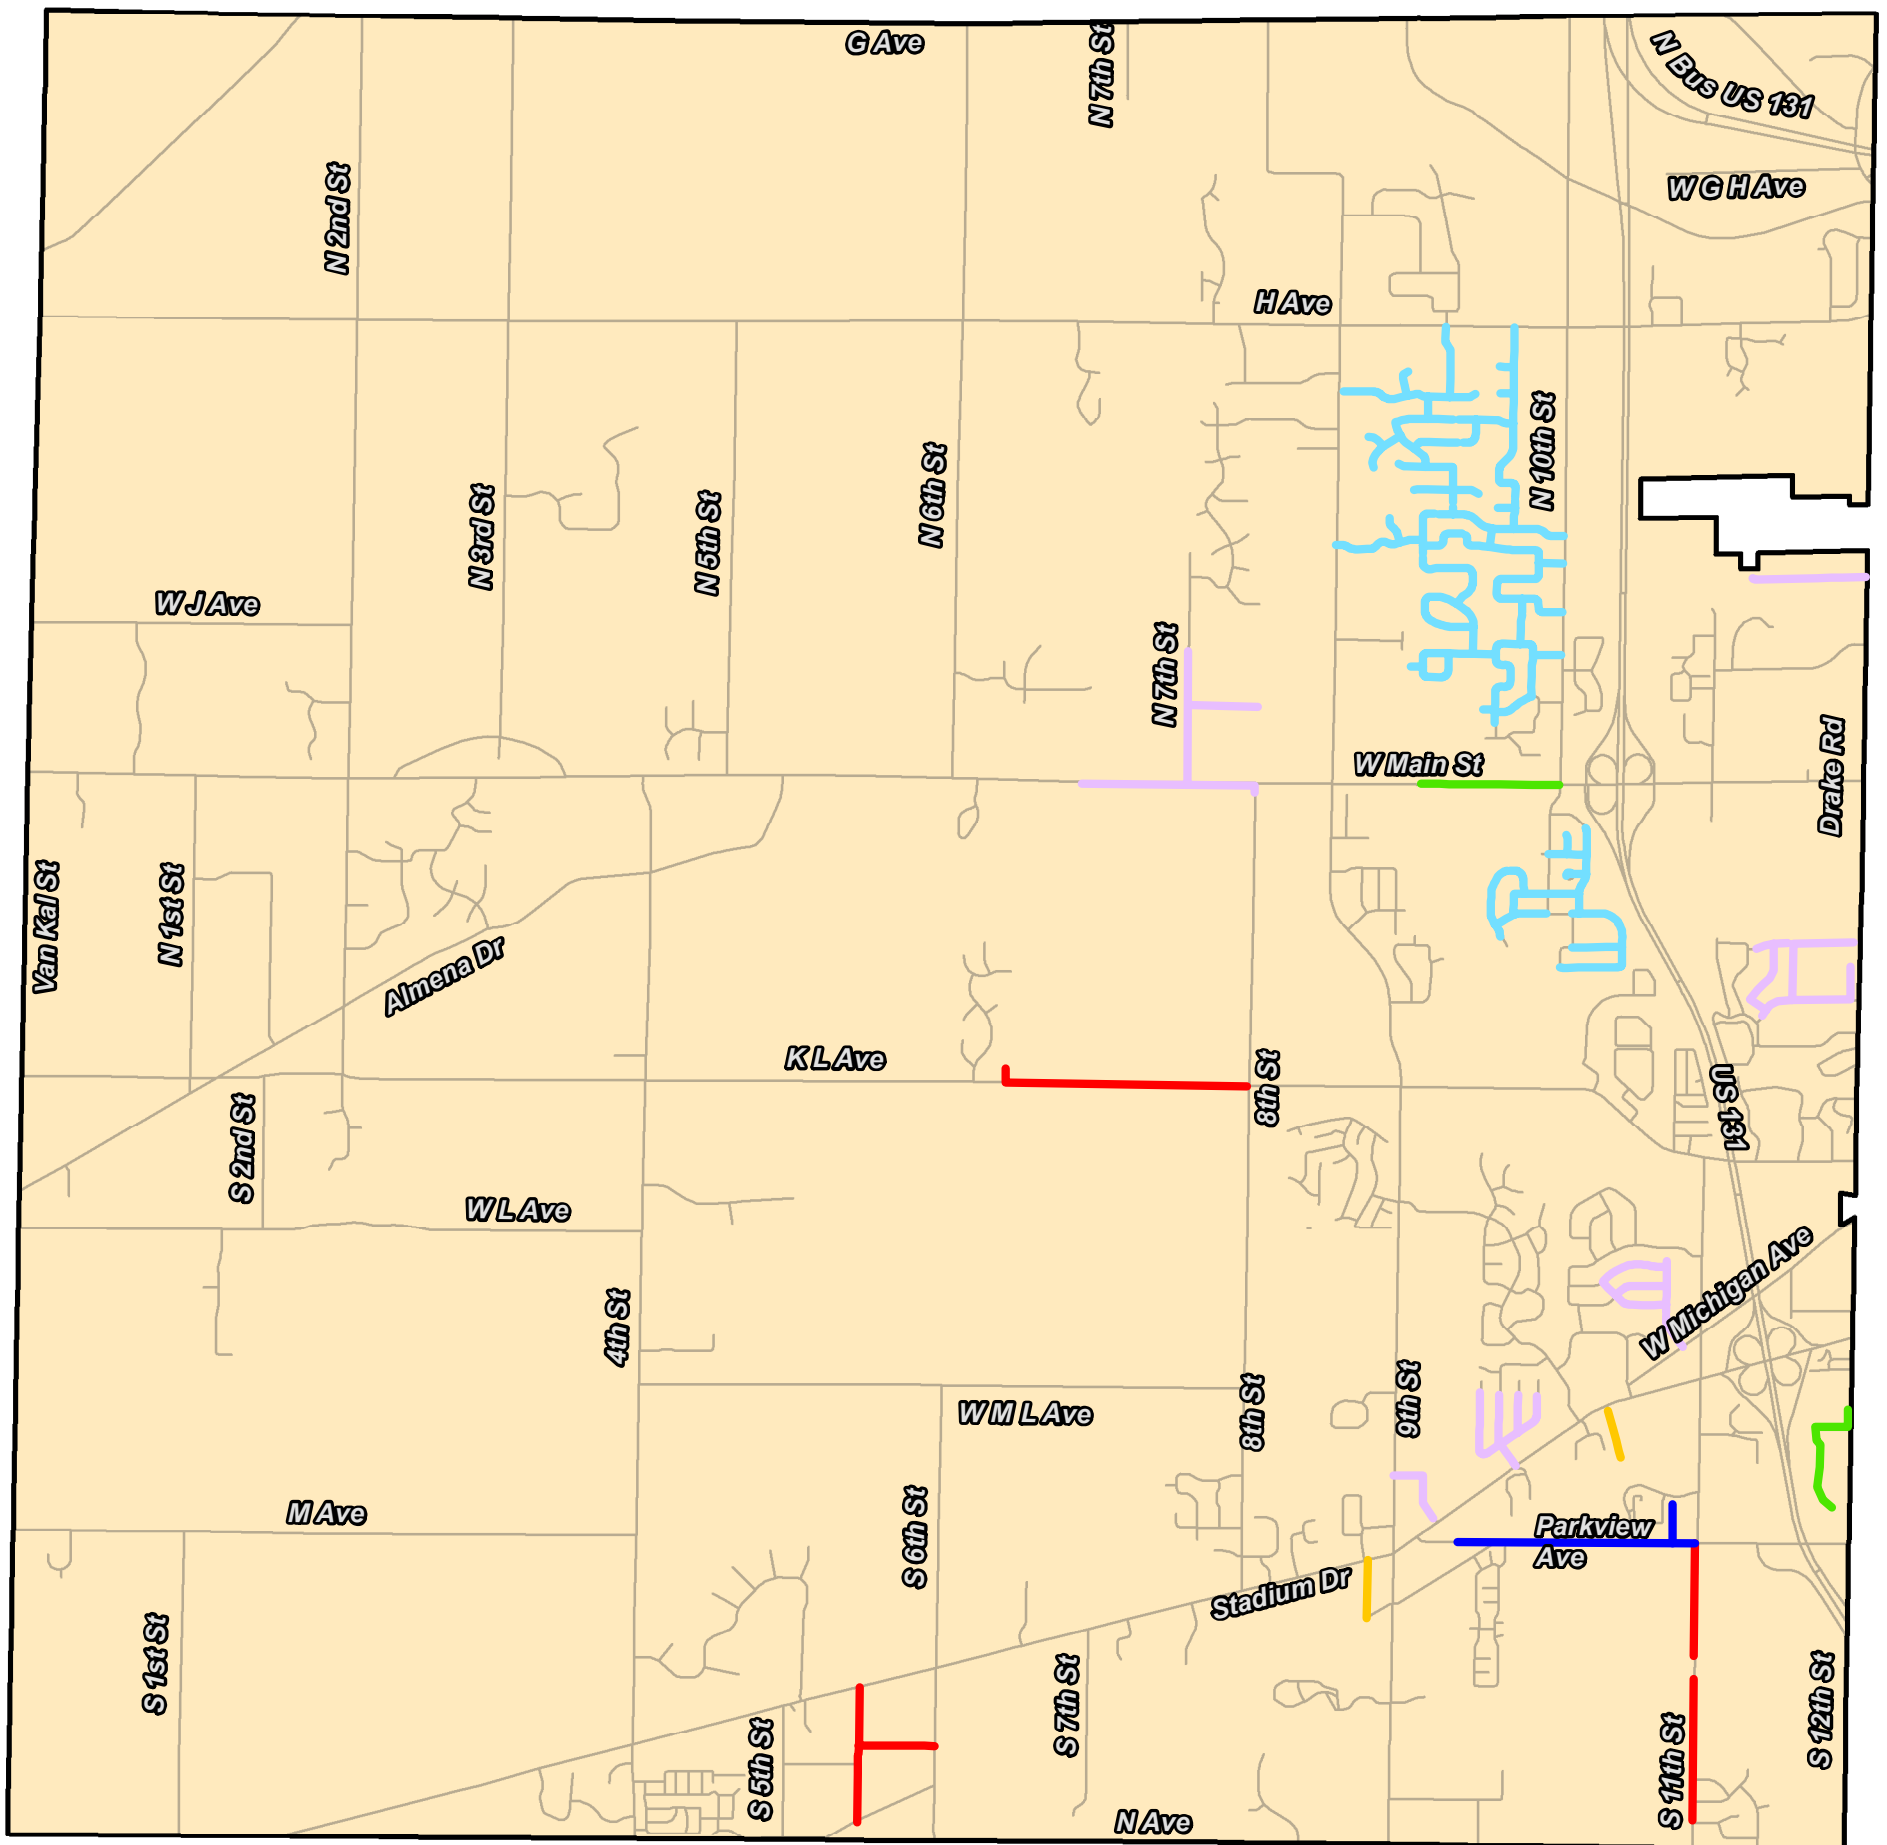 G Ave
N 7th St
N Bus US 131
W G H Ave
N 2nd St
H Ave
N 10th St
N 6th St
N 3rd St
N 5th St
W J Ave
N 7th St
W Main St
Drake Rd
Van Kal St
N 1st St
Almena Dr
K L Ave
8th St
US 131
S 2nd St
W L Ave
W Michigan Ave
4th St
9th St
8th St
W M L Ave
M Ave
S 6th St
Parkview
Ave
Stadium Dr
S 1st St
S 7th St
S 12th St
S 5th St
S 11th St
N Ave